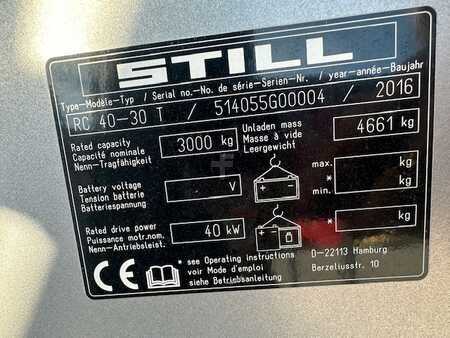 STILL
Type-Modèle-Typ / Serial no.-No. de série-Serien-Nr. / year-année-Baujahr
RC 40-30 T / 514055G00004 / 2016
Rated capacity
Capacité nominale
Nenn-Tragfähigkeit
3000 kg
Unladen mass
Masse à vide
Leergewicht
4661 kg
Battery voltage
Tension batterie
Batteriespannung
V
max. kg
*
min. kg
Rated drive power
Puissance motr.nom.
Nenn-Antriebsleist.
40 kW
* kg
CE
* see Operating instructions
voir Mode d'emploi
siehe Betriebsanleitung
D-22113 Hamburg
Berzeliusstr. 10